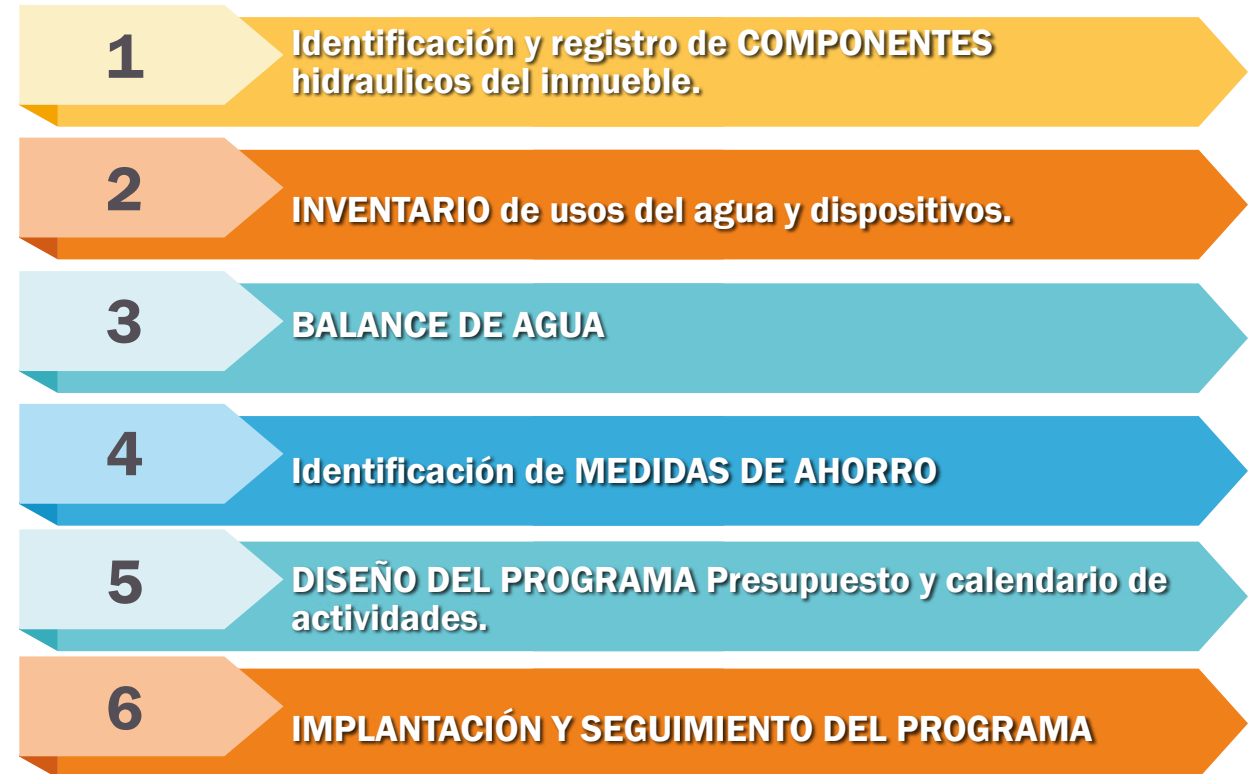 1
Identificación y registro de COMPONENTES
hidraulicos del inmueble.
2
INVENTARIO de usos del agua y dispositivos.
3
BALANCE DE AGUA
4
Identificación de MEDIDAS DE AHORRO
5
DISEÑO DEL PROGRAMA Presupuesto y calendario de
actividades.
6
IMPLANTACIÓN Y SEGUIMIENTO DEL PROGRAMA